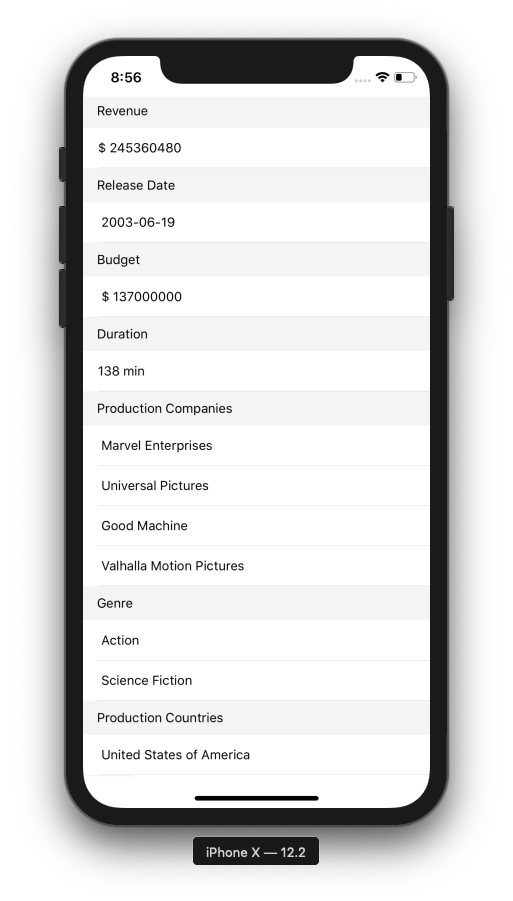 8:56
Revenue
$ 245360480
Release Date
2003-06-19
Budget
$ 137000000
Duration
138 min
Production Companies
Marvel Enterprises
Universal Pictures
Good Machine
Valhalla Motion Pictures
Genre
Action
Science Fiction
Production Countries
United States of America
iPhone X — 12.2